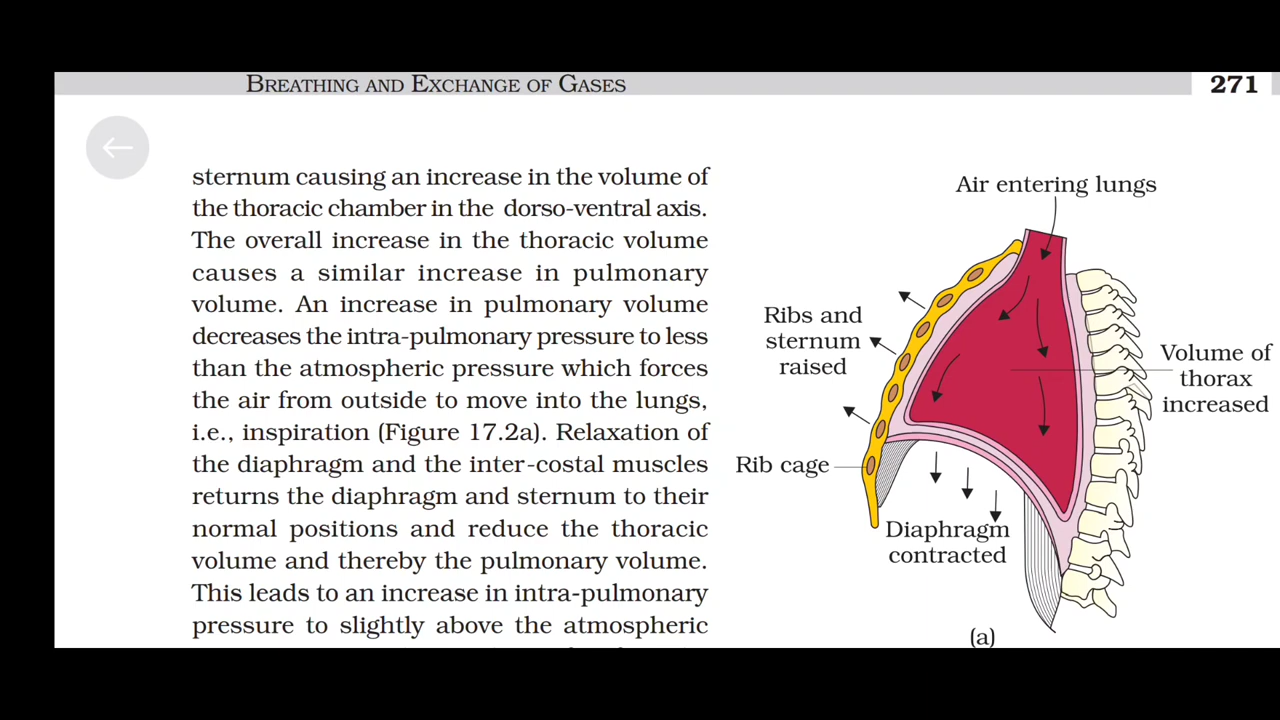 BREATHING AND EXCHANGE OF GASES
271
sternum causing an increase in the volume of
the thoracic chamber in the dorso-ventral axis.
The overall increase in the thoracic volume
causes a similar increase in pulmonary
volume. An increase in pulmonary volume
decreases the intra-pulmonary pressure to less
than the atmospheric pressure which forces
the air from outside to move into the lungs,
i.e., inspiration (Figure 17.2a). Relaxation of
the diaphragm and the inter-costal muscles
returns the diaphragm and sternum to their
normal positions and reduce the thoracic
volume and thereby the pulmonary volume.
This leads to an increase in intra-pulmonary
pressure to slightly above the atmospheric
Air entering lungs
Ribs and
sternum
raised
Volume of
thorax
increased
Rib cage
Diaphragm
contracted
(a)